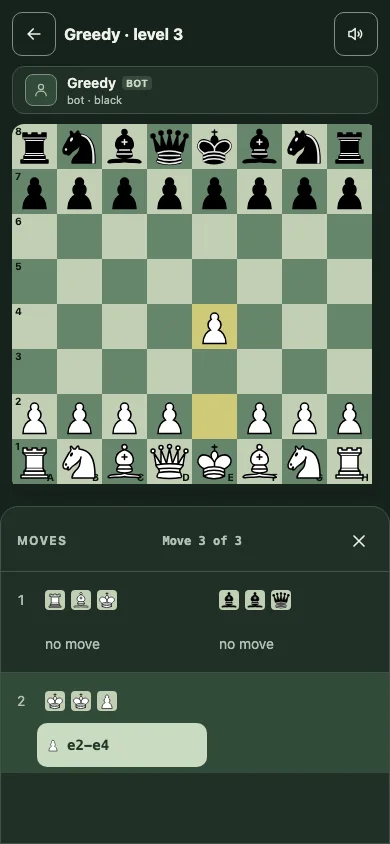 Greedy · level 3
Greedy BOT
bot · black
8
7
6
5
4
3
2
1
A B C D E F G H
MOVES Move 3 of 3
1
no move no move
2
e2-e4